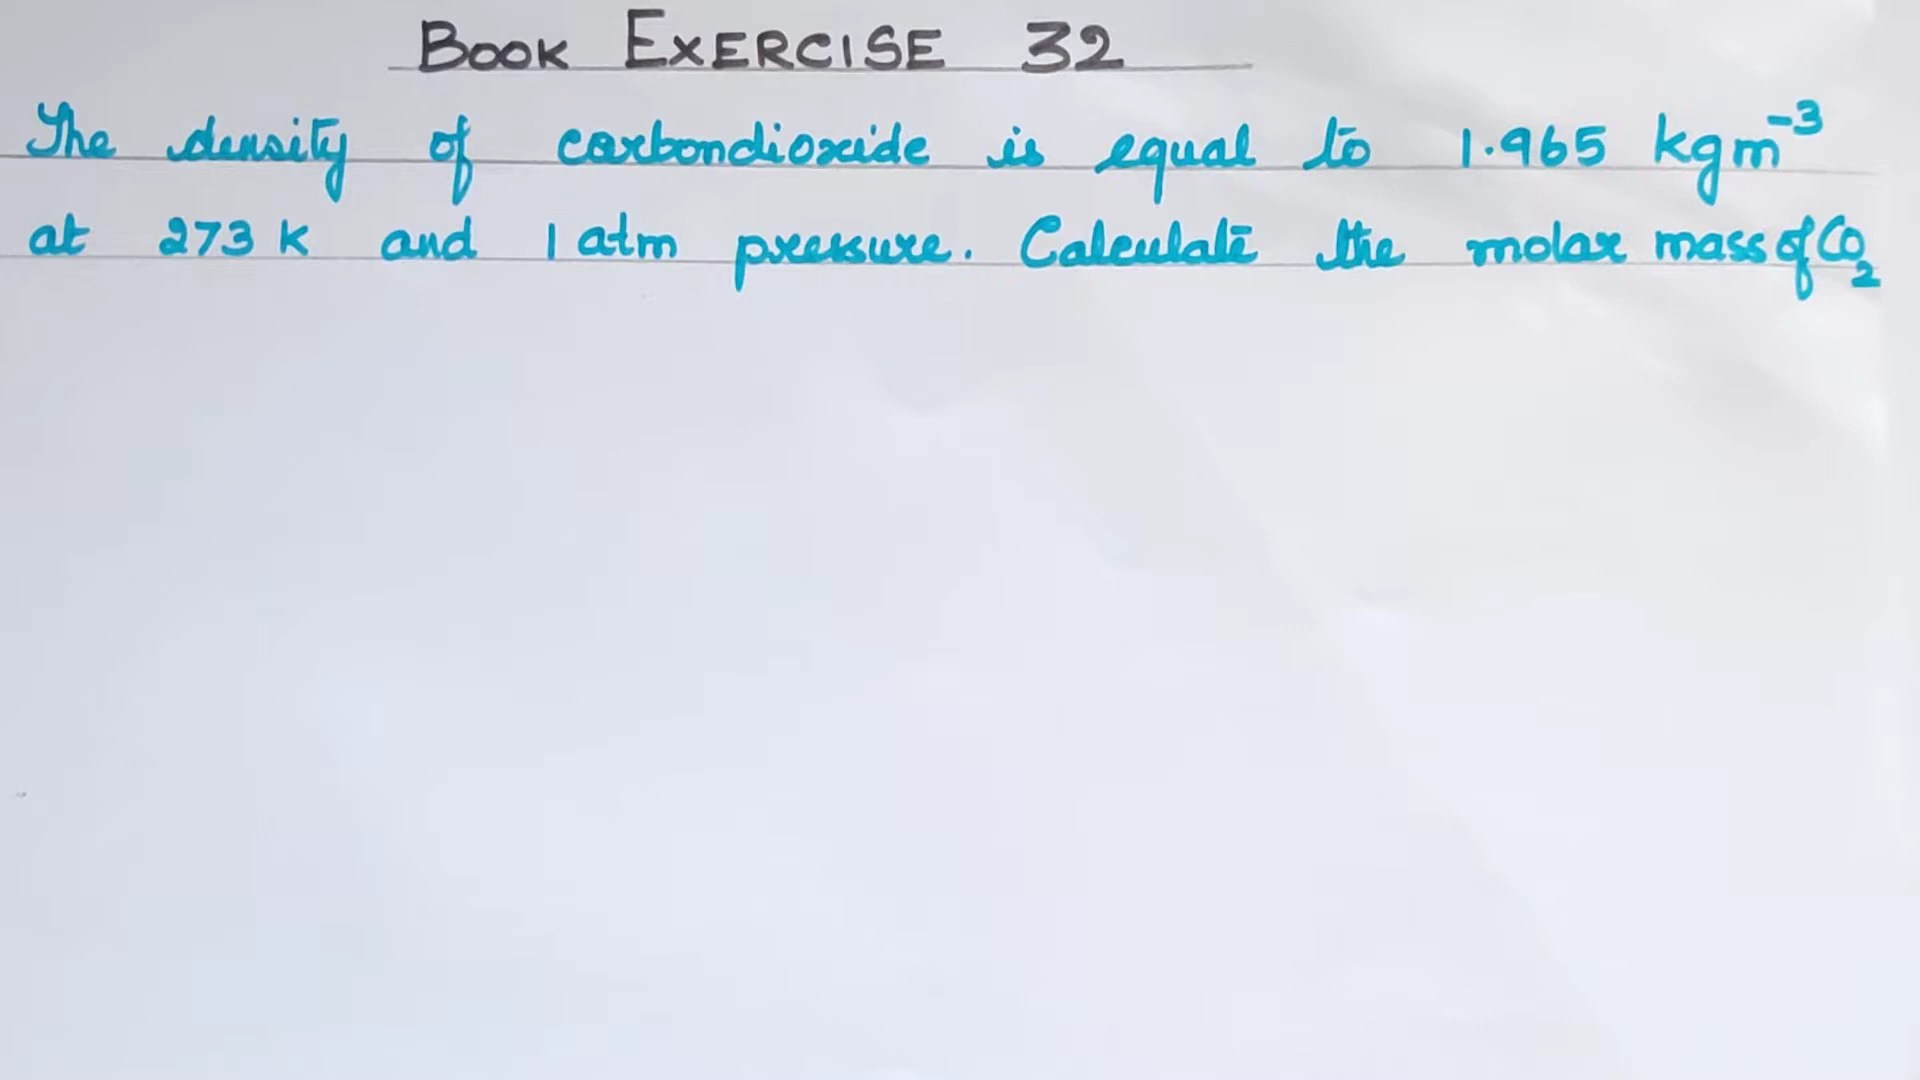 BOOK EXERCISE 32
The density of carbondioxide is equal to 1.965 kgm⁻³
at 273 K and 1 atm pressure. Calculate the molar mass of CO₂